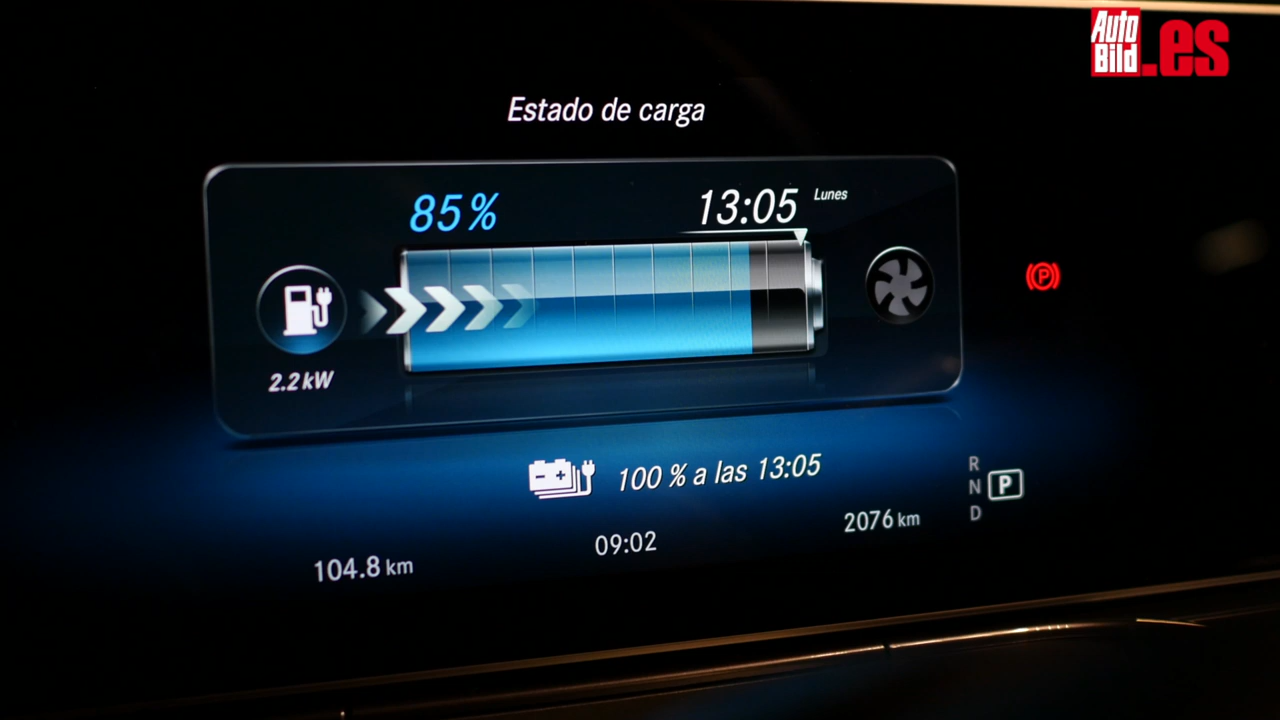 Auto
Bild.es
Estado de carga
85%
13:05 Lunes
2.2 kW
P
- +
100 % a las 13:05
R
N P
D
2076 km
09:02
104.8 km